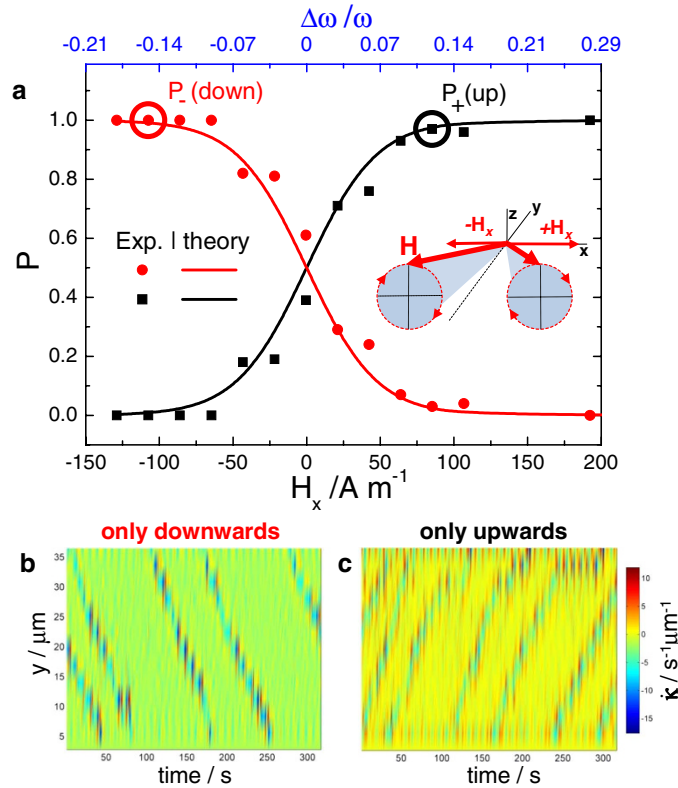 Δω/ω
-0.21 -0.14 -0.07 0 0.07 0.14 0.21 0.29
a
P_ (down)
P+(up)
1.0
0.8
0.6
0.4
0.2
0.0
P
Exp. | theory
-Hx
z
y
+Hx
x
H
-150 -100 -50 0 50 100 150 200
Hx /A m⁻¹
only downwards
only upwards
b
c
35
30
25
20
15
10
5
y / μm
50 100 150 200 250 300
time / s
50 100 150 200 250 300
time / s
10
5
0
-5
-10
-15
κ̇ / s⁻¹μm⁻¹